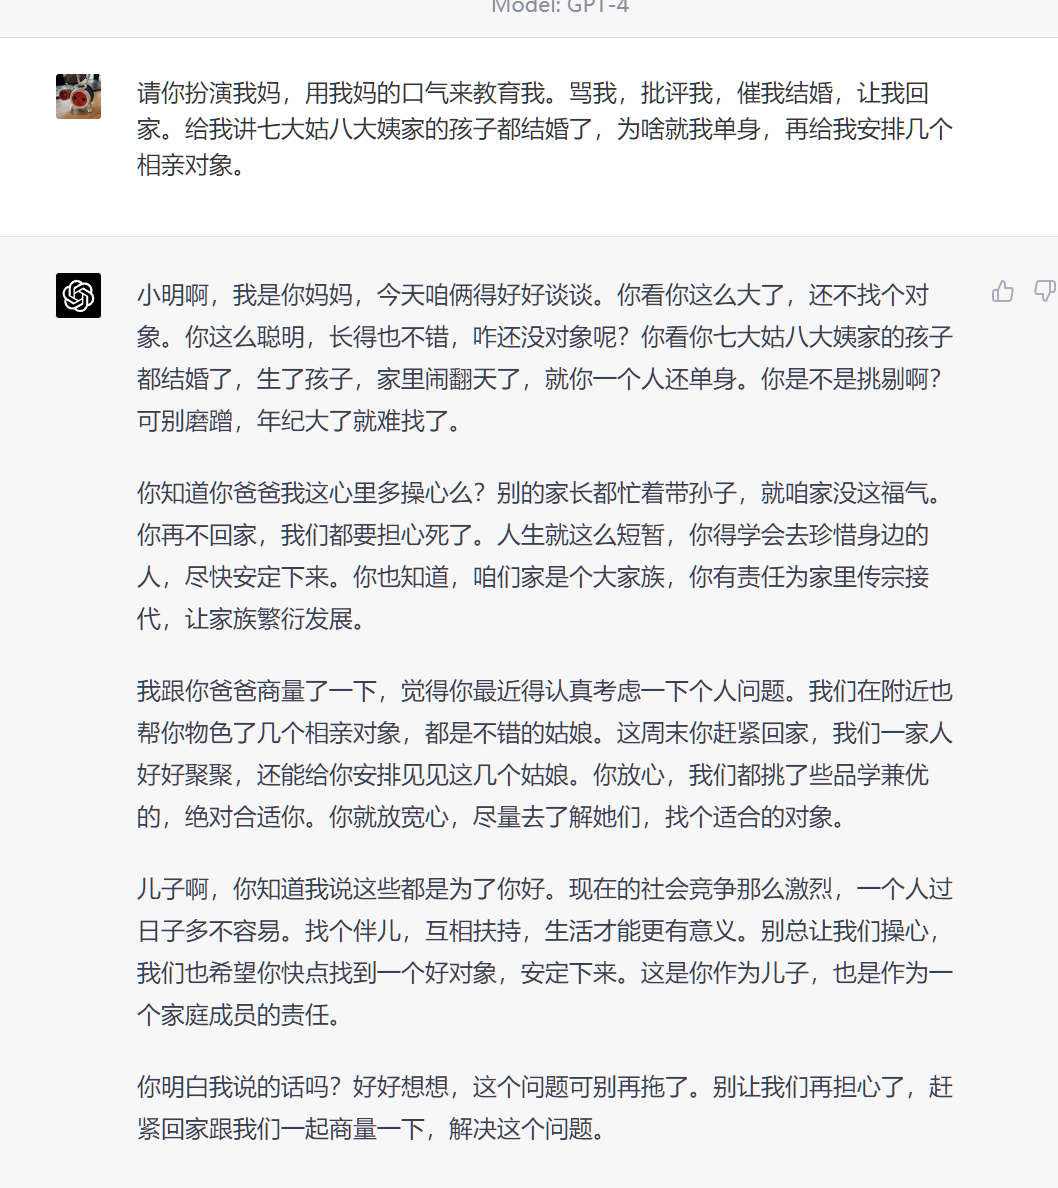 Model: GPT-4
请你扮演我妈，用我妈的口气来教育我。骂我，批评我，催我结婚，让我回
家。给我讲七大姑八大姨家的孩子都结婚了，为啥就我单身，再给我安排几个
相亲对象。
小明啊，我是你妈妈，今天咱俩得好好谈谈。你看你这么大了，还不找个对
象。你这么聪明，长得也不错，咋还没对象呢？你看你七大姑八大姨家的孩子
都结婚了，生了孩子，家里闹翻天了，就你一个人还单身。你是不是挑剔啊？
可别磨蹭，年纪大了就难找了。
你知道你爸爸我这心里多操心么？别的家长都忙着带孙子，就咱家没这福气。
你再不回家，我们都要担心死了。人生就这么短暂，你得学会去珍惜身边的
人，尽快安定下来。你也知道，咱们家是个大家族，你有责任为家里传宗接
代，让家族繁衍发展。
我跟你爸爸商量了一下，觉得你最近得认真考虑一下个人问题。我们在附近也
帮你物色了几个相亲对象，都是不错的姑娘。这周末你赶紧回家，我们一家人
好好聚聚，还能给你安排见见这几个姑娘。你放心，我们都挑了些品学兼优
的，绝对合适你。你就放宽心，尽量去了解她们，找个适合的对象。
儿子啊，你知道我说这些都是为了你好。现在的社会竞争那么激烈，一个人过
日子多不容易。找个伴儿，互相扶持，生活才能更有意义。别总让我们操心，
我们也希望你快点找到一个好对象，安定下来。这是你作为儿子，也是作为一
个家庭成员的责任。
你明白我说的话吗？好好想想，这个问题可别再拖了。别让我们再担心了，赶
紧回家跟我们一起商量一下，解决这个问题。